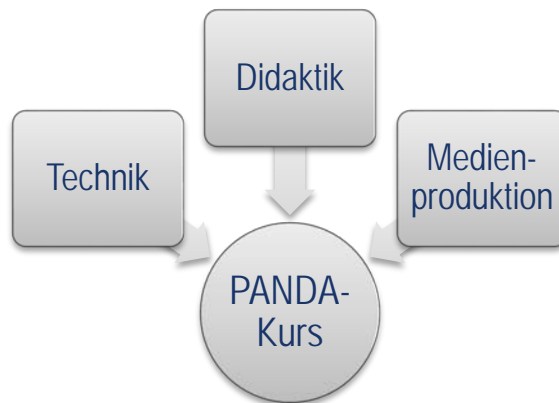 Didaktik
Technik
Medien-
produktion
PANDA-
Kurs